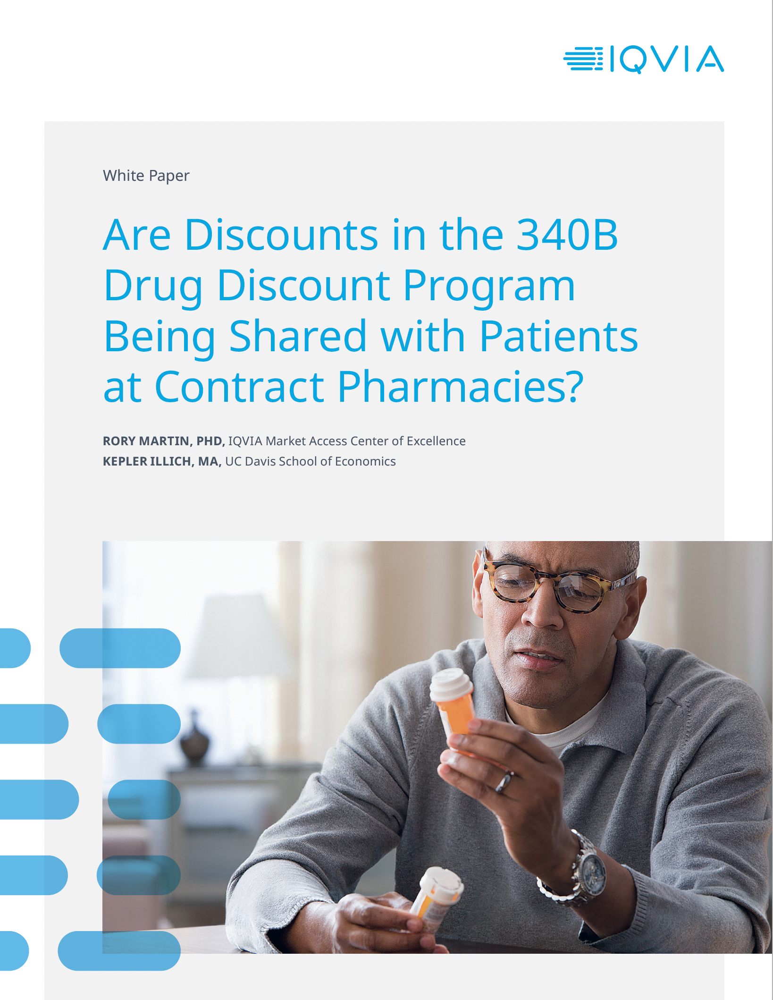 IQVIA
White Paper
Are Discounts in the 340B
Drug Discount Program
Being Shared with Patients
at Contract Pharmacies?
RORY MARTIN, PHD, IQVIA Market Access Center of Excellence
KEPLER ILLICH, MA, UC Davis School of Economics